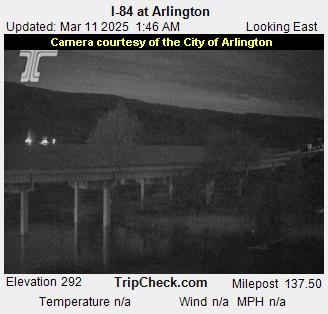 I-84 at Arlington
Updated: Mar 11 2025 1:46 AM Looking East
Camera courtesy of the City of Arlington
Elevation 292 TripCheck.com Milepost 137.50
Temperature n/a Wind n/a MPH n/a